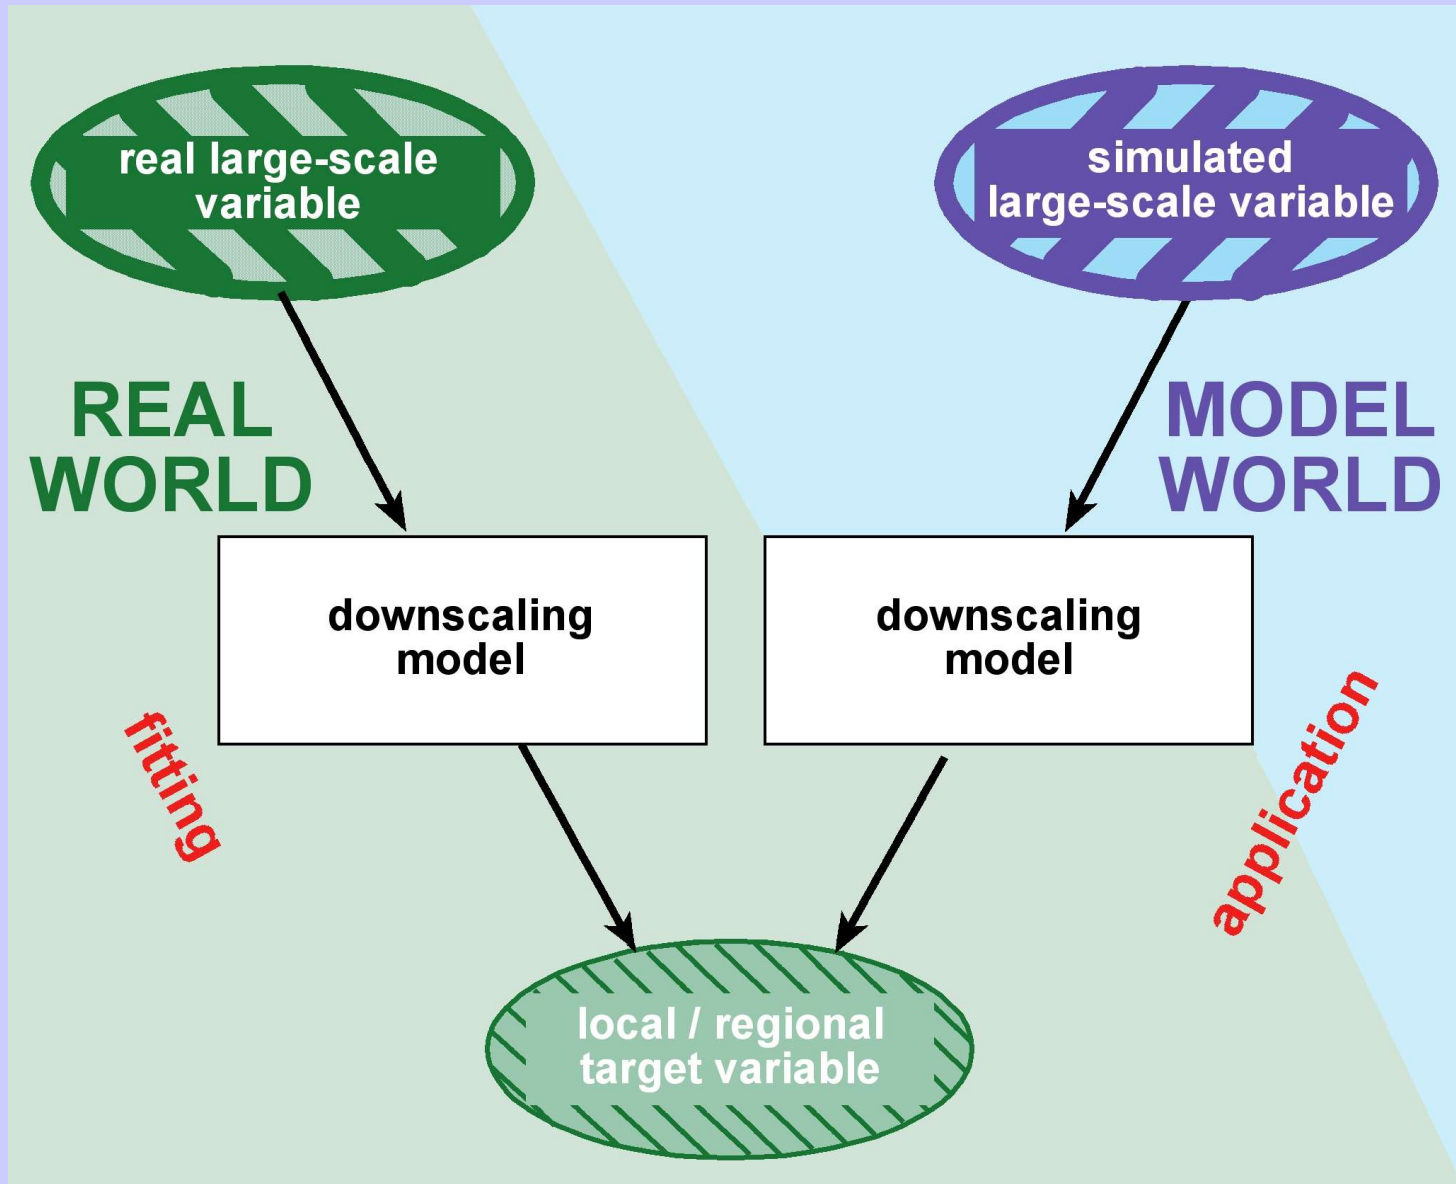 real large-scale
variable
simulated
large-scale variable
REAL
WORLD
MODEL
WORLD
downscaling
model
downscaling
model
fitting
application
local / regional
target variable